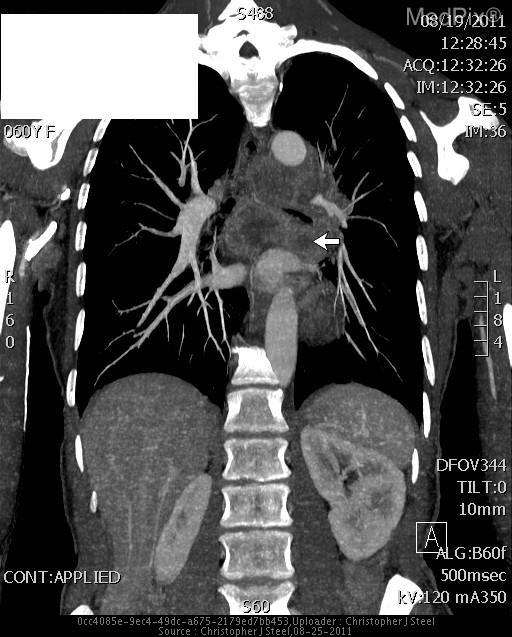 S488
MedPix®
08/19/2011
12:28:45
ACQ:12:32:26
IM:12:32:26
SE:5
IM:36
060Y F
R
1
6
0
L
1
8
4
DFOV344
TILT:0
10mm
A
ALG:B60f
500msec
kV:120 mA350
CONT:APPLIED
S60
0cc4085e-9ec4-49dc-a675-2179ed7bb453,Uploader : Christopher J Steel
Source : Christopher J Steel,08-25-2011